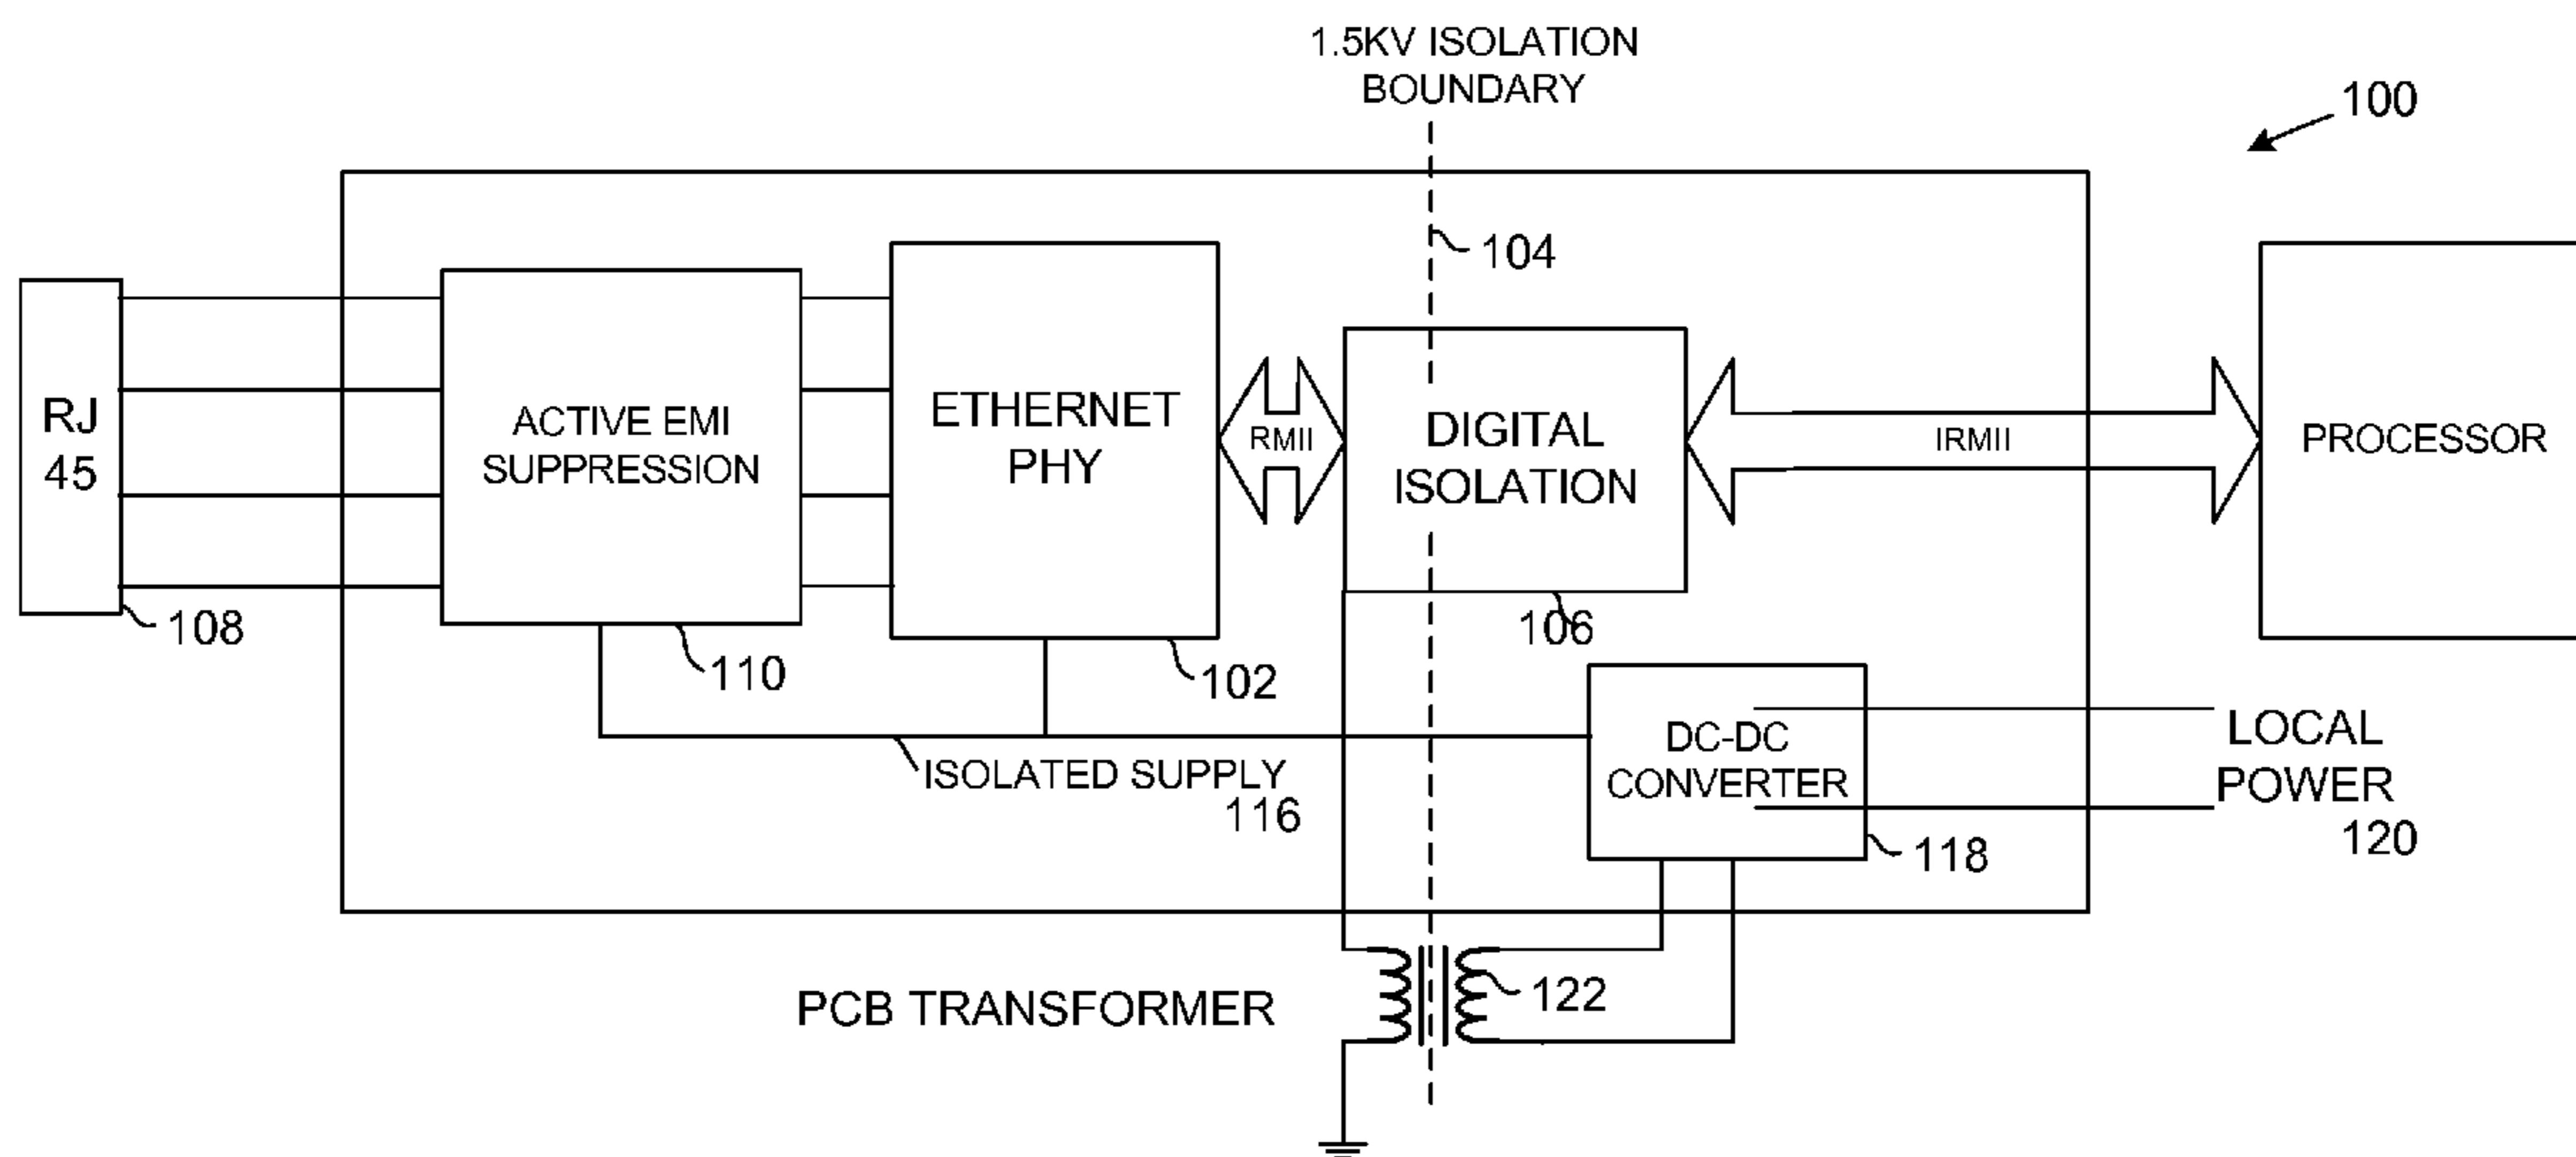 1.5KV ISOLATION
BOUNDARY
100
104
RJ
45
108
ACTIVE EMI
SUPPRESSION
110
ETHERNET
PHY
102
RMII
DIGITAL
ISOLATION
106
IRMII
PROCESSOR
ISOLATED SUPPLY
116
DC-DC
CONVERTER
118
LOCAL
POWER
120
PCB TRANSFORMER
122